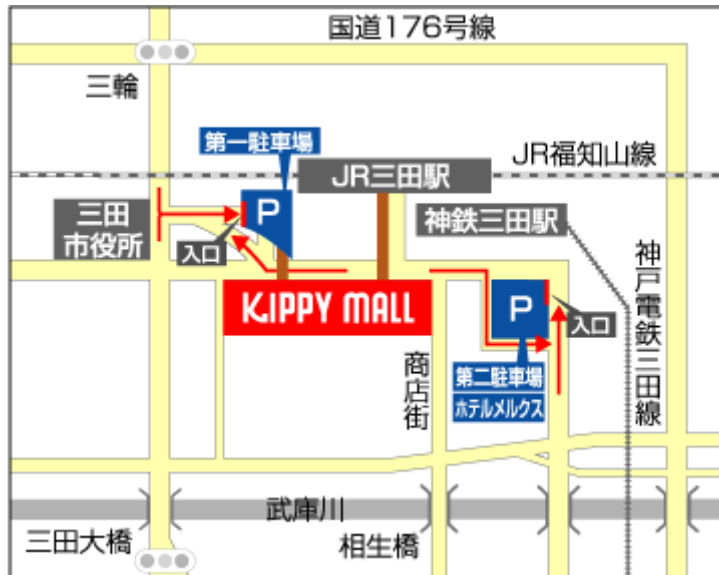 国道176号線
三輪
第一駐車場
JR福知山線
JR三田駅
P
三田
市役所
神鉄三田駅
入口
神戸電鉄三田線
KIPPY MALL
P
入口
商店街
第二駐車場
ホテルメルクス
武庫川
三田大橋
相生橋